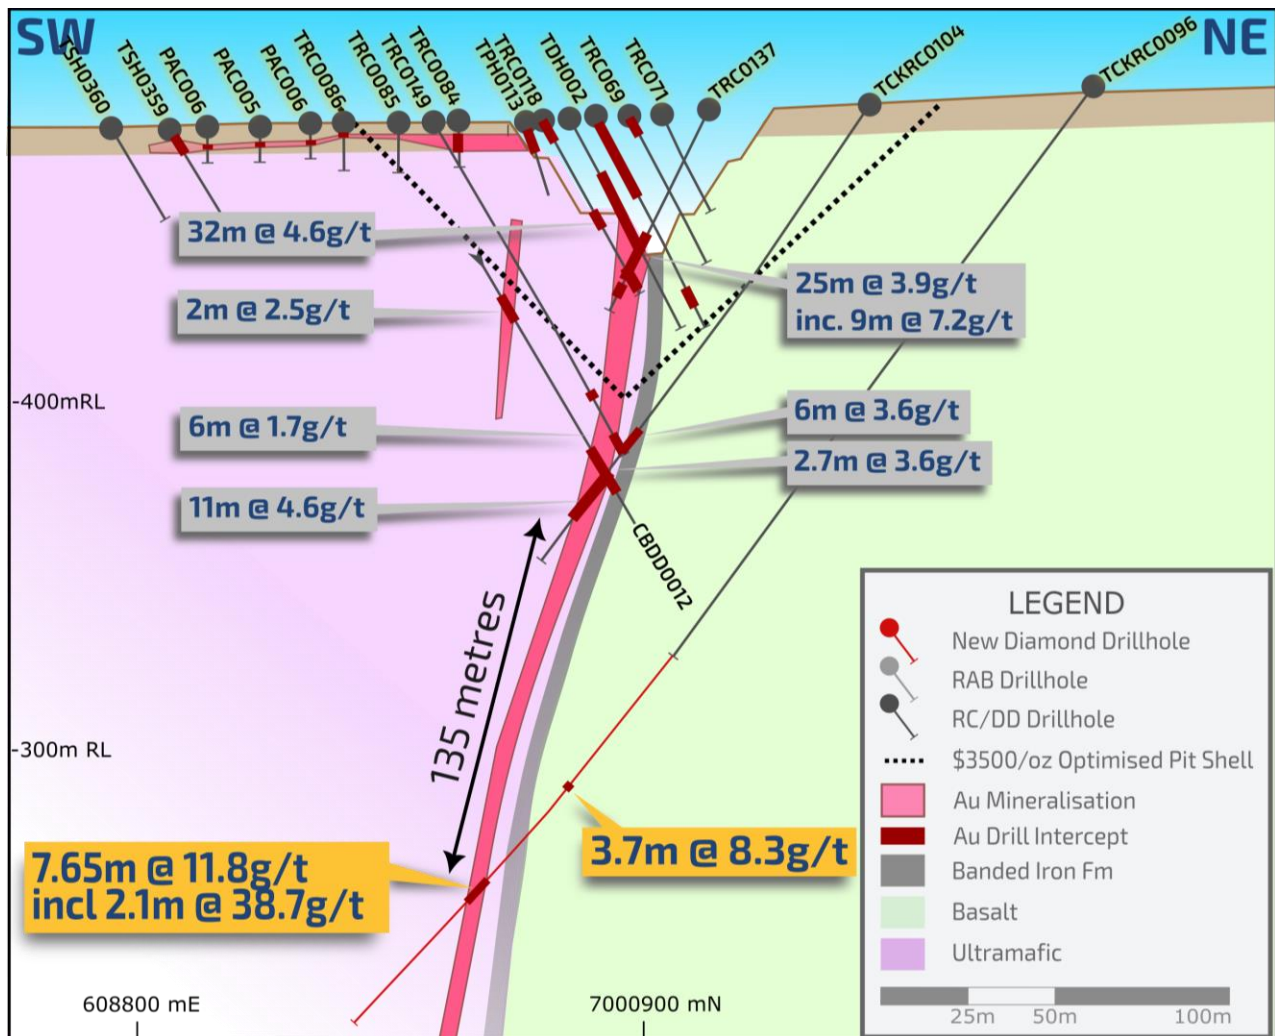 SW
NE
TSH0360
TSH0359
PAC006
PAC005
PAC006
TRC0086
TRC0085
TRC0149
TRC0084
TPH0113
TRC0118
TDH002
TRC069
TRC071
TRC0137
TCKRC0104
TCKRC0096
32m @ 4.6g/t
25m @ 3.9g/t
inc. 9m @ 7.2g/t
2m @ 2.5g/t
-400mRL
6m @ 1.7g/t
6m @ 3.6g/t
2.7m @ 3.6g/t
11m @ 4.6g/t
CBDD0012
135 metres
-300m RL
3.7m @ 8.3g/t
7.65m @ 11.8g/t
incl 2.1m @ 38.7g/t
608800 mE
7000900 mN
LEGEND
New Diamond Drillhole
RAB Drillhole
RC/DD Drillhole
$3500/oz Optimised Pit Shell
Au Mineralisation
Au Drill Intercept
Banded Iron Fm
Basalt
Ultramafic
25m 50m 100m